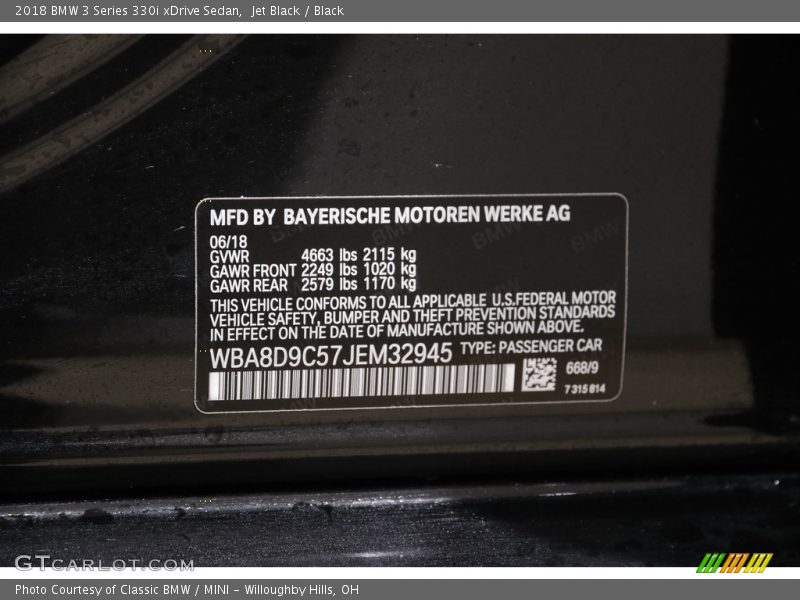 2018 BMW 3 Series 330i xDrive Sedan,  Jet Black / Black
MFD BY BAYERISCHE MOTOREN WERKE AG
06/18
GVWR 4663 lbs 2115 kg
GAWR FRONT 2249 lbs 1020 kg
GAWR REAR 2579 lbs 1170 kg
THIS VEHICLE CONFORMS TO ALL APPLICABLE U.S.FEDERAL MOTOR
VEHICLE SAFETY, BUMPER AND THEFT PREVENTION STANDARDS
IN EFFECT ON THE DATE OF MANUFACTURE SHOWN ABOVE.
WBA8D9C57JEM32945 TYPE: PASSENGER CAR
668/9
7315814
GTCARLOT.COM
Photo Courtesy of Classic BMW / MINI - Willoughby Hills, OH